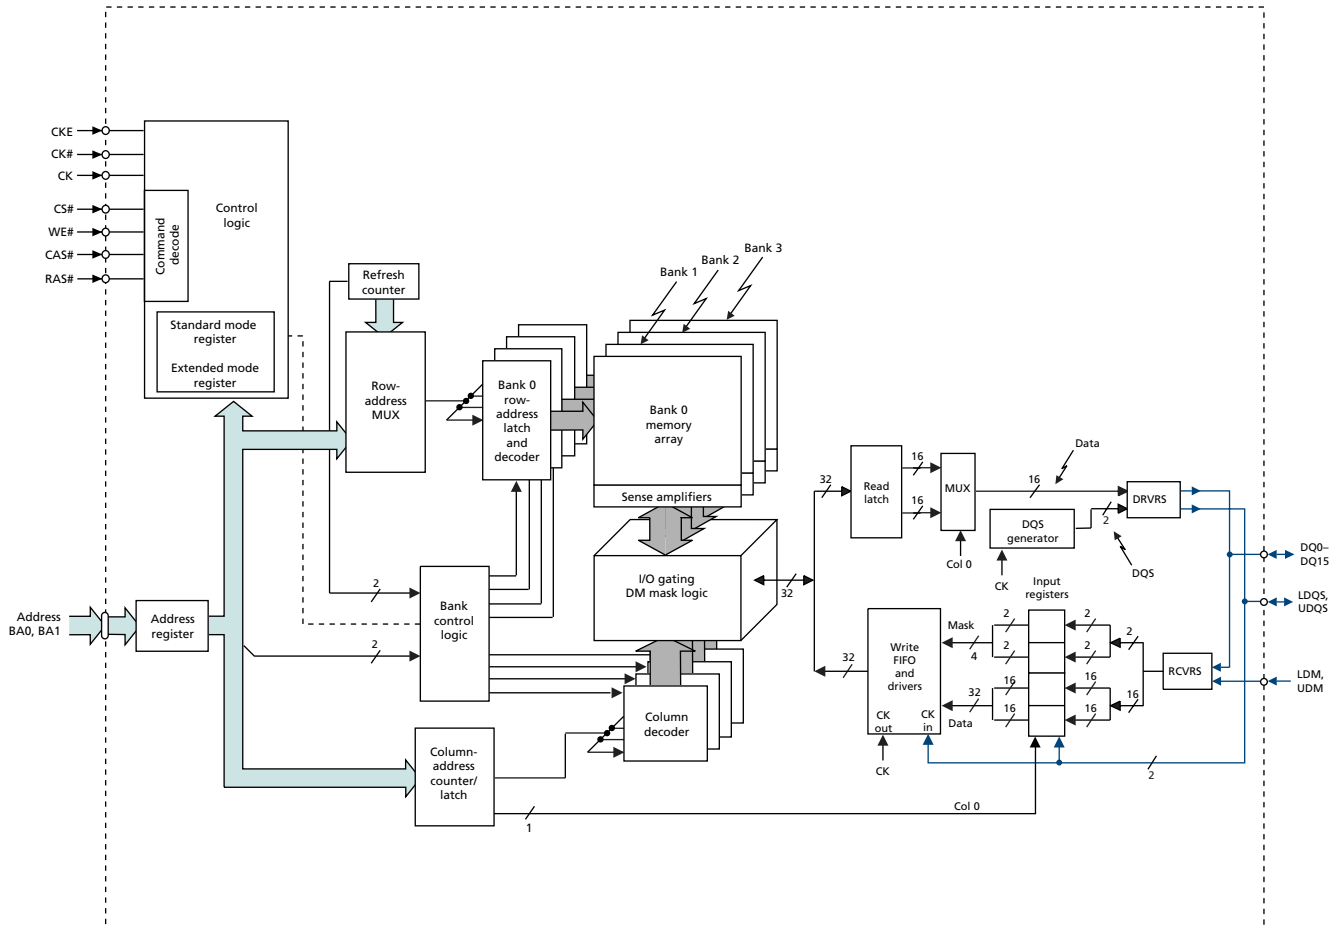 CKE
CK#
CK
CS#
WE#
CAS#
RAS#
Command
decode
Control
logic
Standard mode
register
Extended mode
register
Refresh
counter
Row-
address
MUX
Bank 0
row-
address
latch
and
decoder
Bank 1
Bank 2
Bank 3
Bank 0
memory
array
Sense amplifiers
I/O gating
DM mask logic
Address
BA0, BA1
Address
register
2
2
Bank
control
logic
Column
decoder
Column-
address
counter/
latch
1
Col 0
32
32
32
Read
latch
16
16
MUX
Col 0
Data
16
DQS
generator
CK
2
DQS
DRVRS
DQ0–
DQ15
LDQS,
UDQS
LDM,
UDM
Input
registers
Write
FIFO
and
drivers
CK
out
CK
in
CK
Mask
4
32
Data
2
2
16
16
2
2
16
16
2
16
RCVRS
2